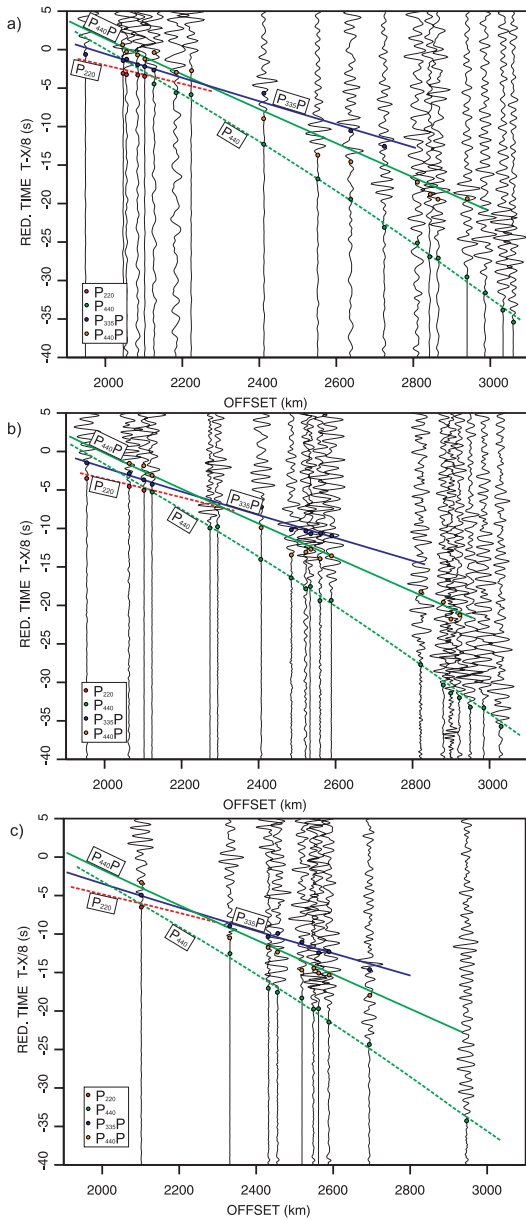 a)
RED. TIME T-X/8 (s)
5
0
-5
-10
-15
-20
-25
-30
-35
-40
P₄₄₀P
P₂₂₀
P₃₃₅P
P₄₄₀
P₂₂₀
P₄₄₀
P₃₃₅P
P₄₄₀P
2000 2200 2400 2600 2800 3000
OFFSET (km)
b)
RED. TIME T-X/8 (s)
5
0
-5
-10
-15
-20
-25
-30
-35
-40
P₄₄₀P
P₂₂₀
P₃₃₅P
P₄₄₀
P₂₂₀
P₄₄₀
P₃₃₅P
P₄₄₀P
2000 2200 2400 2600 2800 3000
OFFSET (km)
c)
RED. TIME T-X/8 (s)
5
0
-5
-10
-15
-20
-25
-30
-35
-40
P₄₄₀P
P₂₂₀
P₃₃₅P
P₄₄₀
P₂₂₀
P₄₄₀
P₃₃₅P
P₄₄₀P
2000 2200 2400 2600 2800 3000
OFFSET (km)